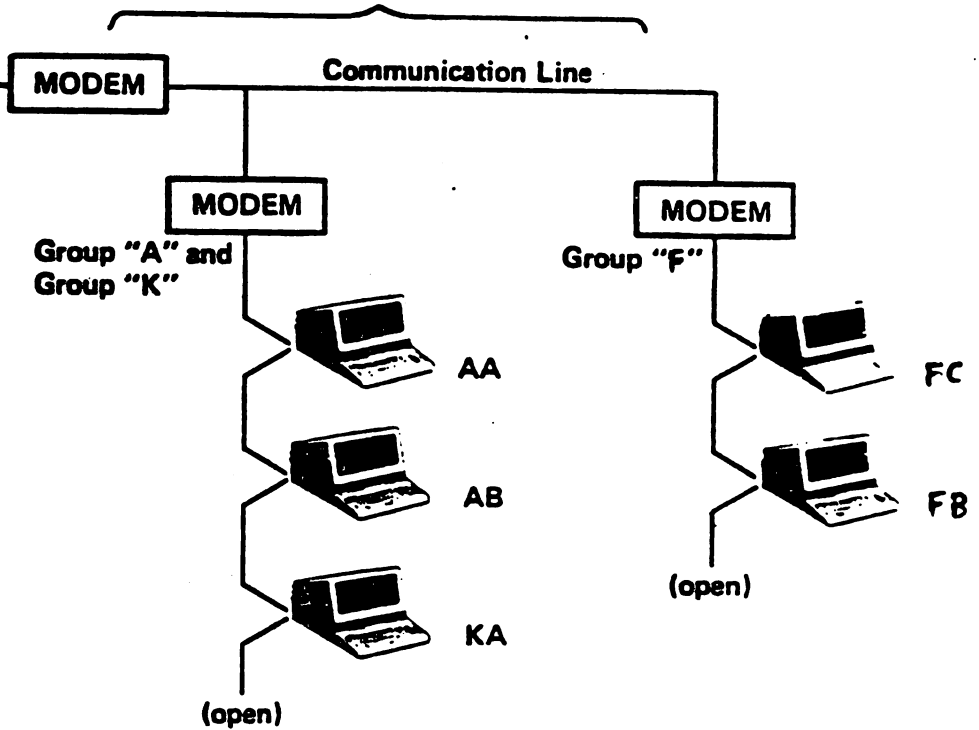 MODEM
Communication Line
MODEM
MODEM
Group “A” and
Group “K”
Group “F”
AA
FC
AB
FB
(open)
KA
(open)